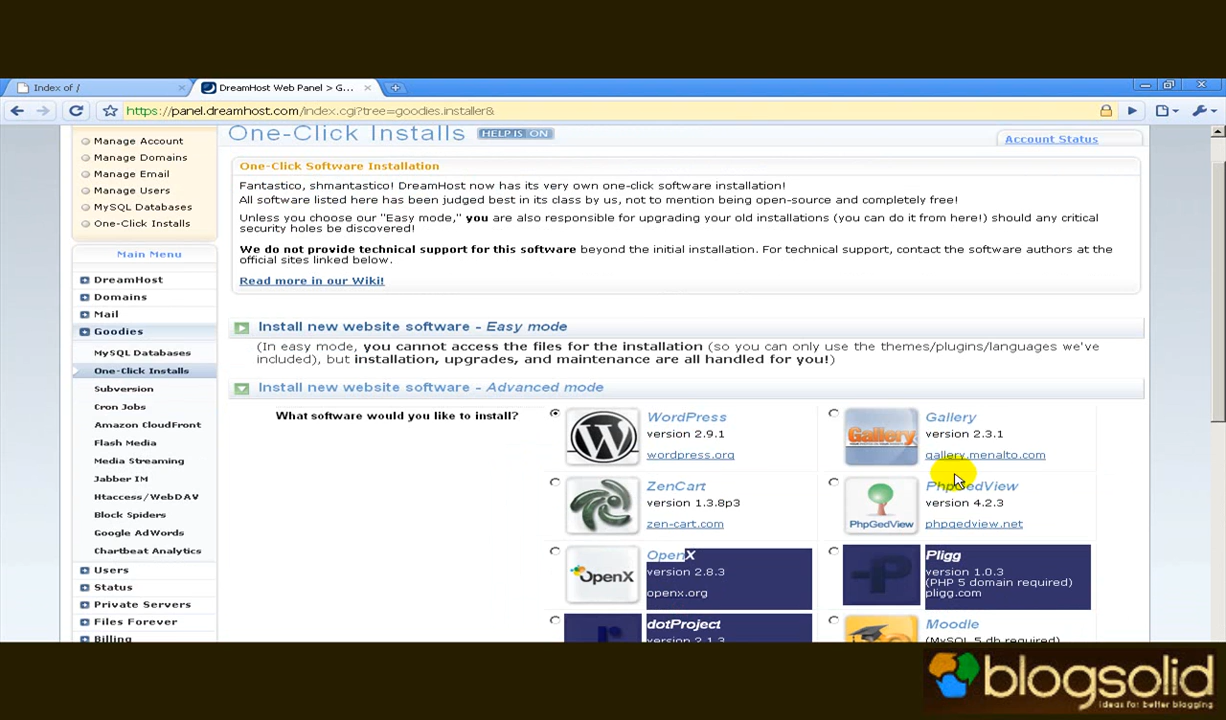 Index of /
DreamHost Web Panel > G...
https://panel.dreamhost.com/index.cgi?tree=goodies.installer&
One-Click Installs HELP IS ON
Account Status
Manage Account
Manage Domains
Manage Email
Manage Users
MySQL Databases
One-Click Installs
Main Menu
DreamHost
Domains
Mail
Goodies
MySQL Databases
One-Click Installs
Subversion
Cron Jobs
Amazon CloudFront
Flash Media
Media Streaming
Jabber IM
Htaccess/WebDAV
Block Spiders
Google AdWords
Chartbeat Analytics
Users
Status
Private Servers
Files Forever
Billing
One-Click Software Installation
Fantastico, shmantastico! DreamHost now has its very own one-click software installation!
All software listed here has been judged best in its class by us, not to mention being open-source and completely free!
Unless you choose our "Easy mode," you are also responsible for upgrading your old installations (you can do it from here!) should any critical
security holes be discovered!
We do not provide technical support for this software beyond the initial installation. For technical support, contact the software authors at the
official sites linked below.
Read more in our Wiki!
Install new website software - Easy mode
(In easy mode, you cannot access the files for the installation (so you can only use the themes/plugins/languages we've
included), but installation, upgrades, and maintenance are all handled for you!)
Install new website software - Advanced mode
What software would you like to install?
WordPress
version 2.9.1
wordpress.org
Gallery
Gallery
version 2.3.1
gallery.menalto.com
ZenCart
version 1.3.8p3
zen-cart.com
PhpGedView
PhpGedView
version 4.2.3
phpgedview.net
OpenX
OpenX
version 2.8.3
openx.org
Pligg
version 1.0.3
(PHP 5 domain required)
pligg.com
dotProject
version 2.1.3
Moodle
(MySQL 5 db required)
blogsolid
ideas for better blogging